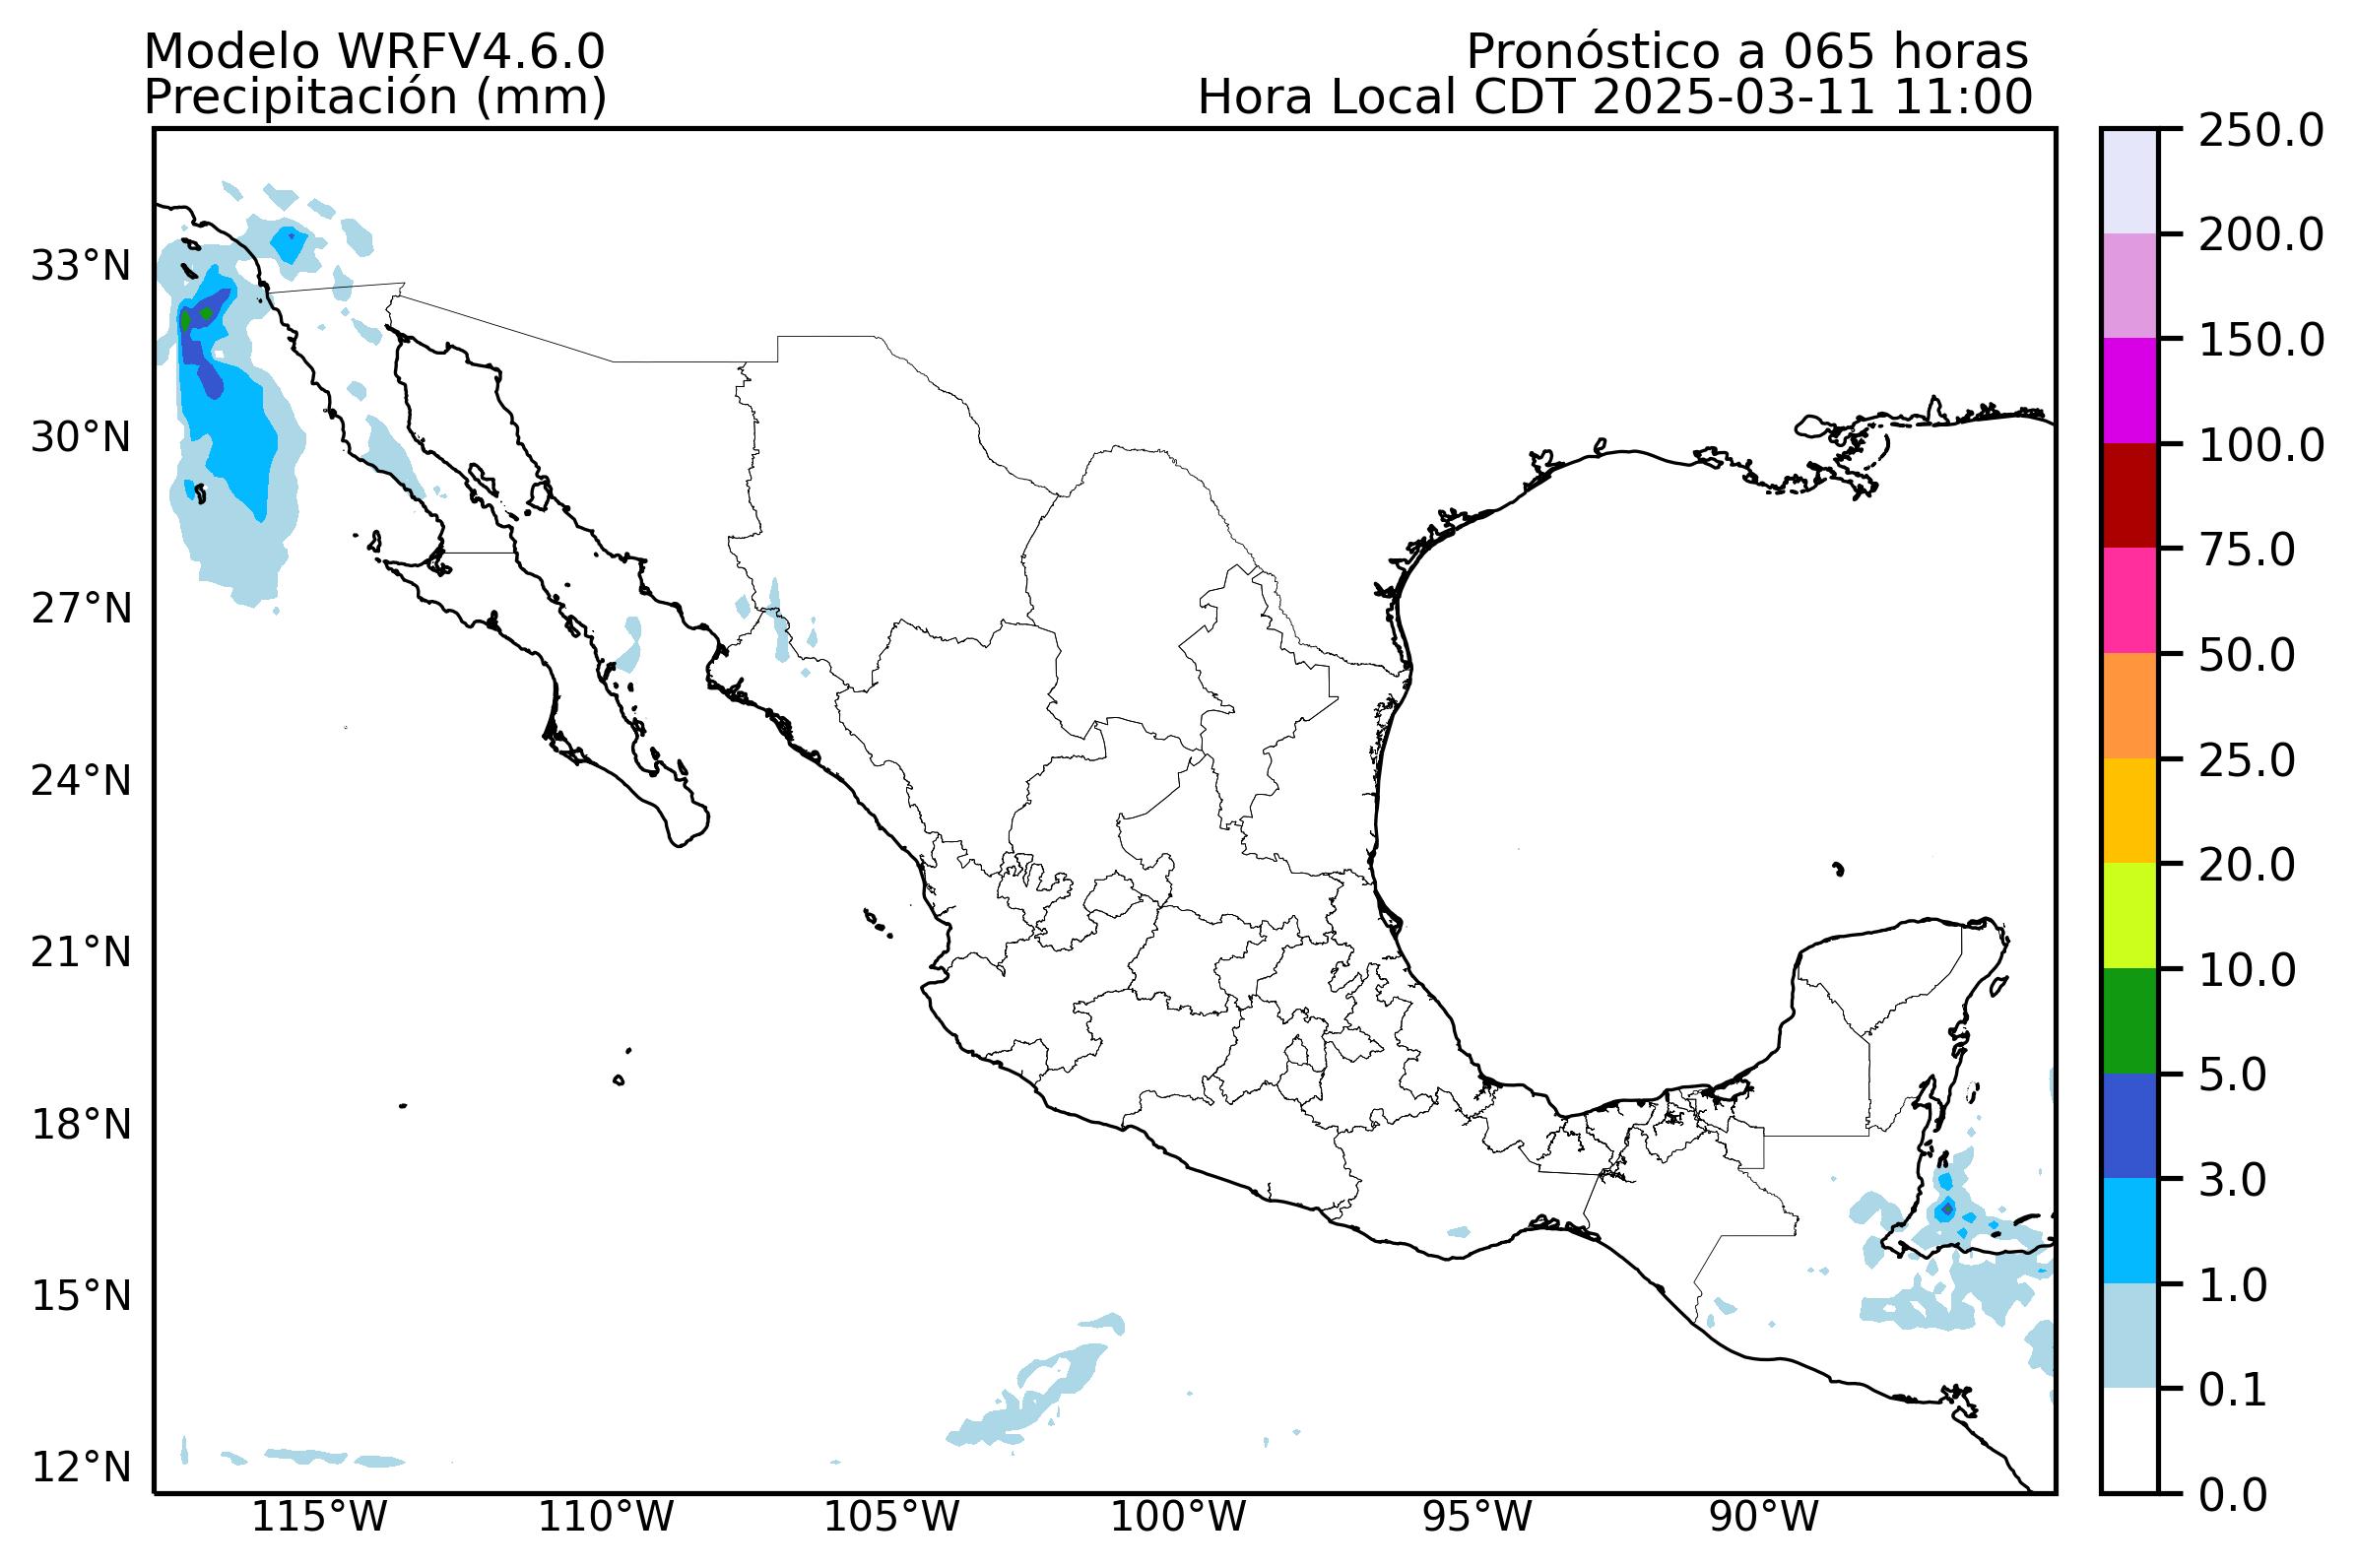 Modelo WRFV4.6.0
Precipitación (mm)
Pronóstico a 065 horas
Hora Local CDT 2025-03-11 11:00
33°N
30°N
27°N
24°N
21°N
18°N
15°N
12°N
115°W
110°W
105°W
100°W
95°W
90°W
250.0
200.0
150.0
100.0
75.0
50.0
25.0
20.0
10.0
5.0
3.0
1.0
0.1
0.0